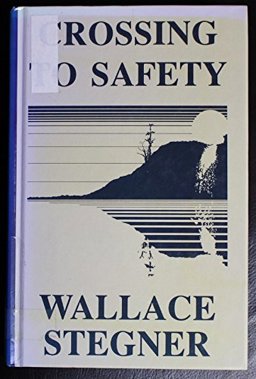 CROSSING
TO SAFETY
WALLACE
STEGNER